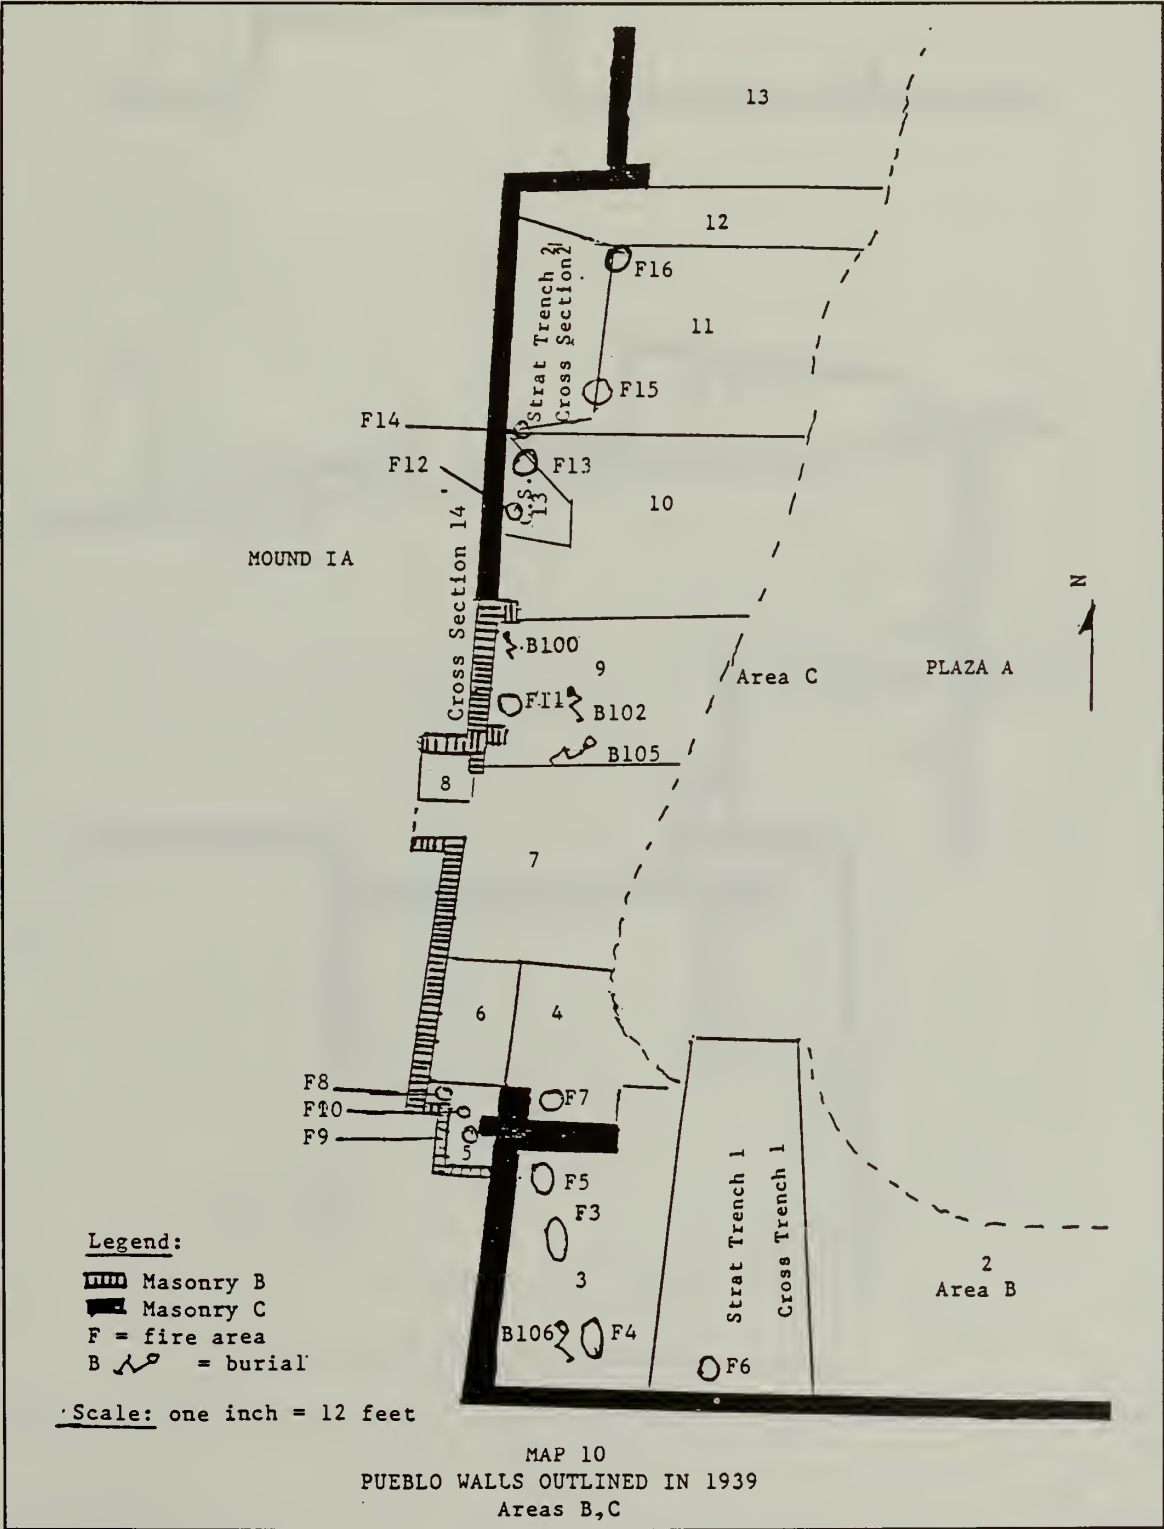 13
12
Strat Trench 2
Cross Section 2
F16
11
F15
F14
F13
F12
C.S.
13
10
MOUND IA
Cross Section 14
N
B100
9
Area C
PLAZA A
F11
B102
B105
8
7
6
4
F8
F10
F9
F7
5
F5
F3
3
Strat Trench 1
Cross Trench 1
2
Area B
B106
F4
F6
Legend:
Masonry B
Masonry C
F = fire area
B = burial
Scale: one inch = 12 feet
MAP 10
PUEBLO WALLS OUTLINED IN 1939
Areas B,C